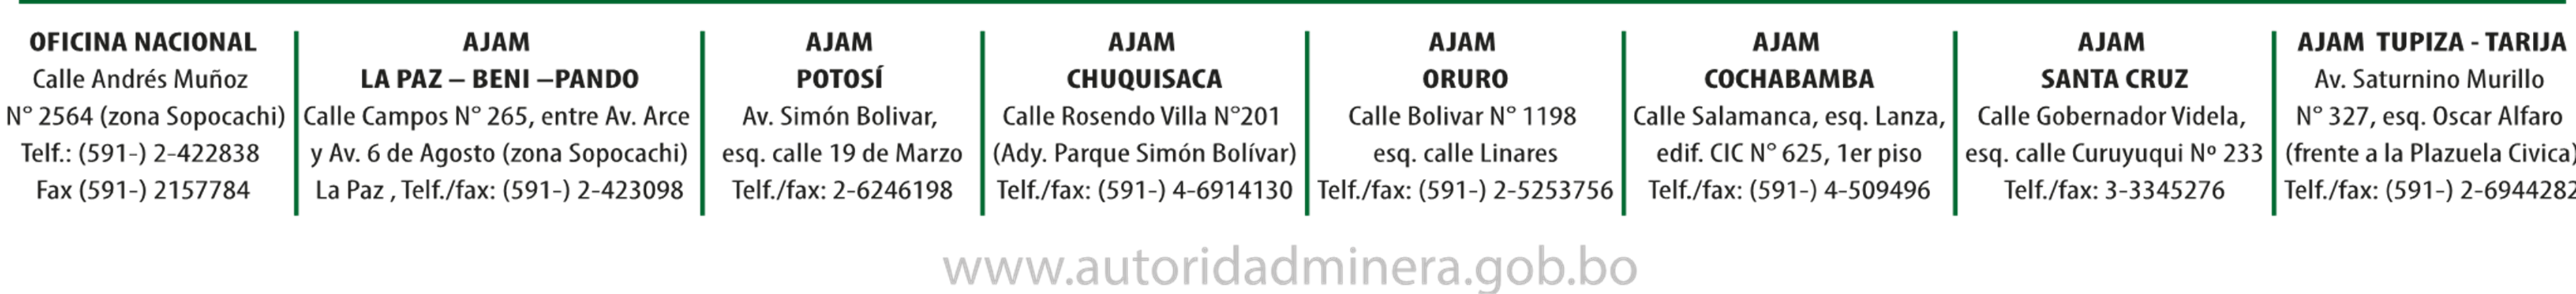 OFICINA NACIONAL
Calle Andrés Muñoz
N° 2564 (zona Sopocachi)
Telf.: (591-) 2-422838
Fax (591-) 2157784
AJAM
LA PAZ – BENI –PANDO
Calle Campos N° 265, entre Av. Arce
y Av. 6 de Agosto (zona Sopocachi)
La Paz , Telf./fax: (591-) 2-423098
AJAM
POTOSÍ
Av. Simón Bolivar,
esq. calle 19 de Marzo
Telf./fax: 2-6246198
AJAM
CHUQUISACA
Calle Rosendo Villa N°201
(Ady. Parque Simón Bolívar)
Telf./fax: (591-) 4-6914130
AJAM
ORURO
Calle Bolivar N° 1198
esq. calle Linares
Telf./fax: (591-) 2-5253756
AJAM
COCHABAMBA
Calle Salamanca, esq. Lanza,
edif. CIC N° 625, 1er piso
Telf./fax: (591-) 4-509496
AJAM
SANTA CRUZ
Calle Gobernador Videla,
esq. calle Curuyuqui Nº 233
Telf./fax: 3-3345276
AJAM TUPIZA - TARIJA
Av. Saturnino Murillo
N° 327, esq. Oscar Alfaro
(frente a la Plazuela Civica)
Telf./fax: (591-) 2-6944282
www.autoridadminera.gob.bo